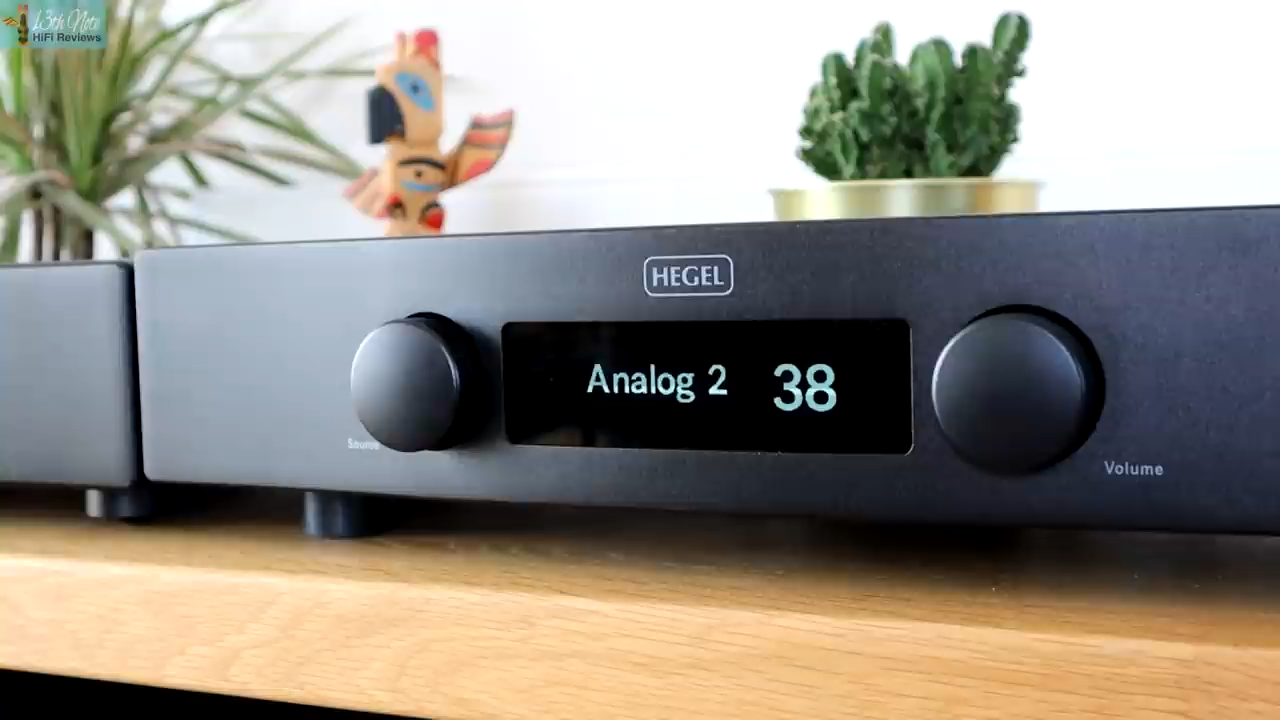 13th Note
HiFi Reviews
HEGEL
Analog 2 38
Source
Volume